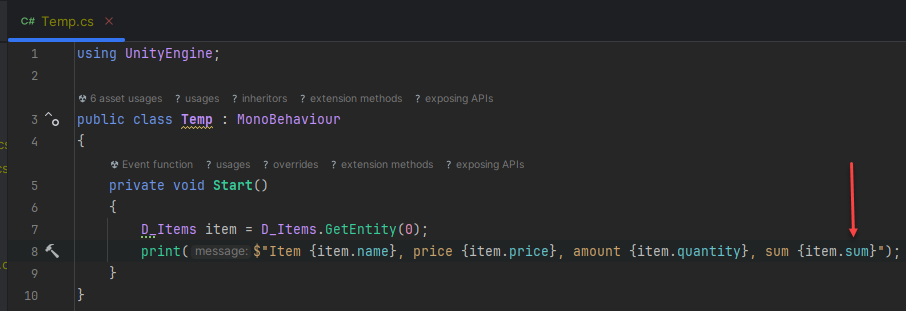 C# Temp.cs ×
1 using UnityEngine;
2
6 asset usages ? usages ? inheritors ? extension methods ? exposing APIs
3 public class Temp : MonoBehaviour
4 {
Event function ? usages ? overrides ? extension methods ? exposing APIs
5 private void Start()
6 {
7 D_Items item = D_Items.GetEntity(0);
8 print( message: $"Item {item.name}, price {item.price}, amount {item.quantity}, sum {item.sum}");
9 }
10 }